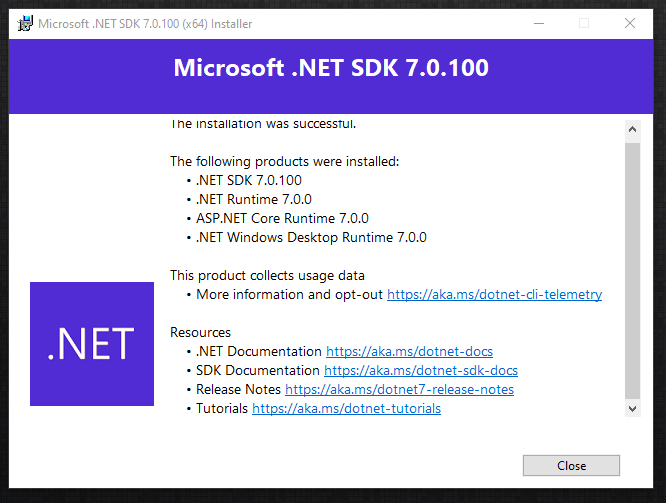 Microsoft .NET SDK 7.0.100 (x64) Installer
Microsoft .NET SDK 7.0.100
The installation was successful.
The following products were installed:
• .NET SDK 7.0.100
• .NET Runtime 7.0.0
• ASP.NET Core Runtime 7.0.0
• .NET Windows Desktop Runtime 7.0.0
This product collects usage data
• More information and opt-out https://aka.ms/dotnet-cli-telemetry
Resources
• .NET Documentation https://aka.ms/dotnet-docs
• SDK Documentation https://aka.ms/dotnet-sdk-docs
• Release Notes https://aka.ms/dotnet7-release-notes
• Tutorials https://aka.ms/dotnet-tutorials
.NET
Close